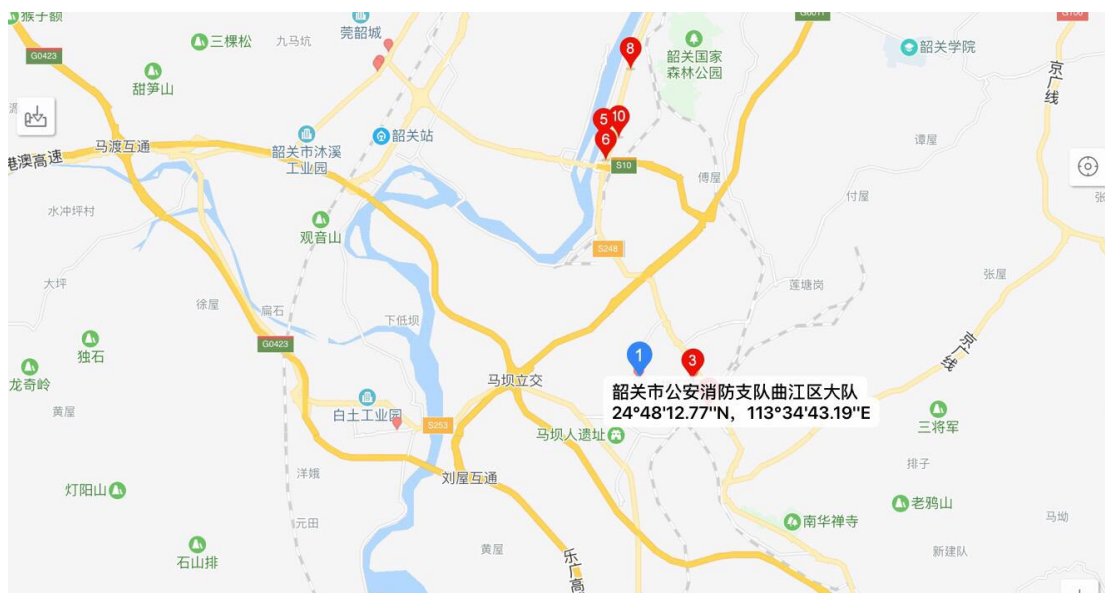 猴子额
莞韶城
G0423
三棵松
九马坑
8
韶关国家
森林公园
韶关学院
京广线
甜笋山
5
10
6
韶关站
韶关市沐溪
工业园
马渡互通
港澳高速
S10
谭屋
傅屋
付屋
水冲坪村
观音山
S248
张屋
大坪
莲塘岗
徐屋
扁石
下低坝
G0423
独石
京广线
龙奇岭
马坝立交
1
3
韶关市公安消防支队曲江区大队
24°48'12.77"N，113°34'43.19"E
黄屋
白土工业园
S253
马坝人遗址
三将军
排子
洋娥
刘屋互通
灯阳山
老鸦山
南华禅寺
马坳
元田
黄屋
石山排
新建队
乐广高